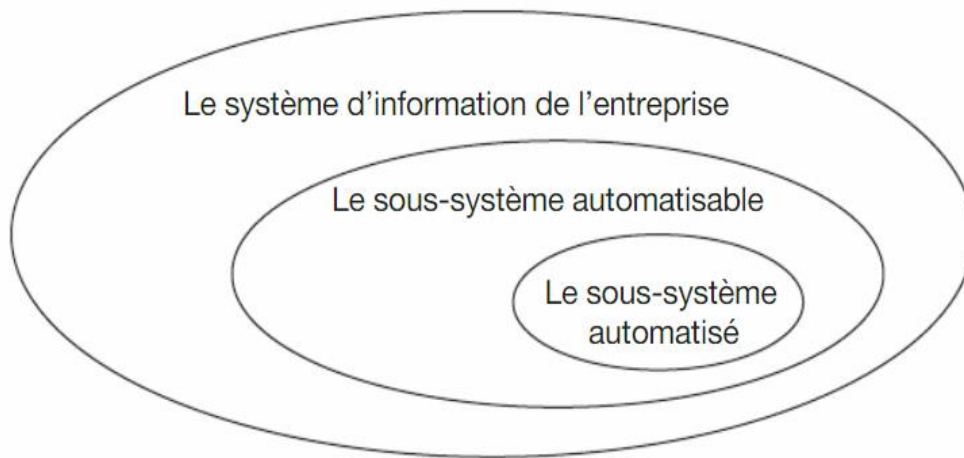 Le système d’information de l’entreprise
Le sous-système automatisable
Le sous-système
automatisé